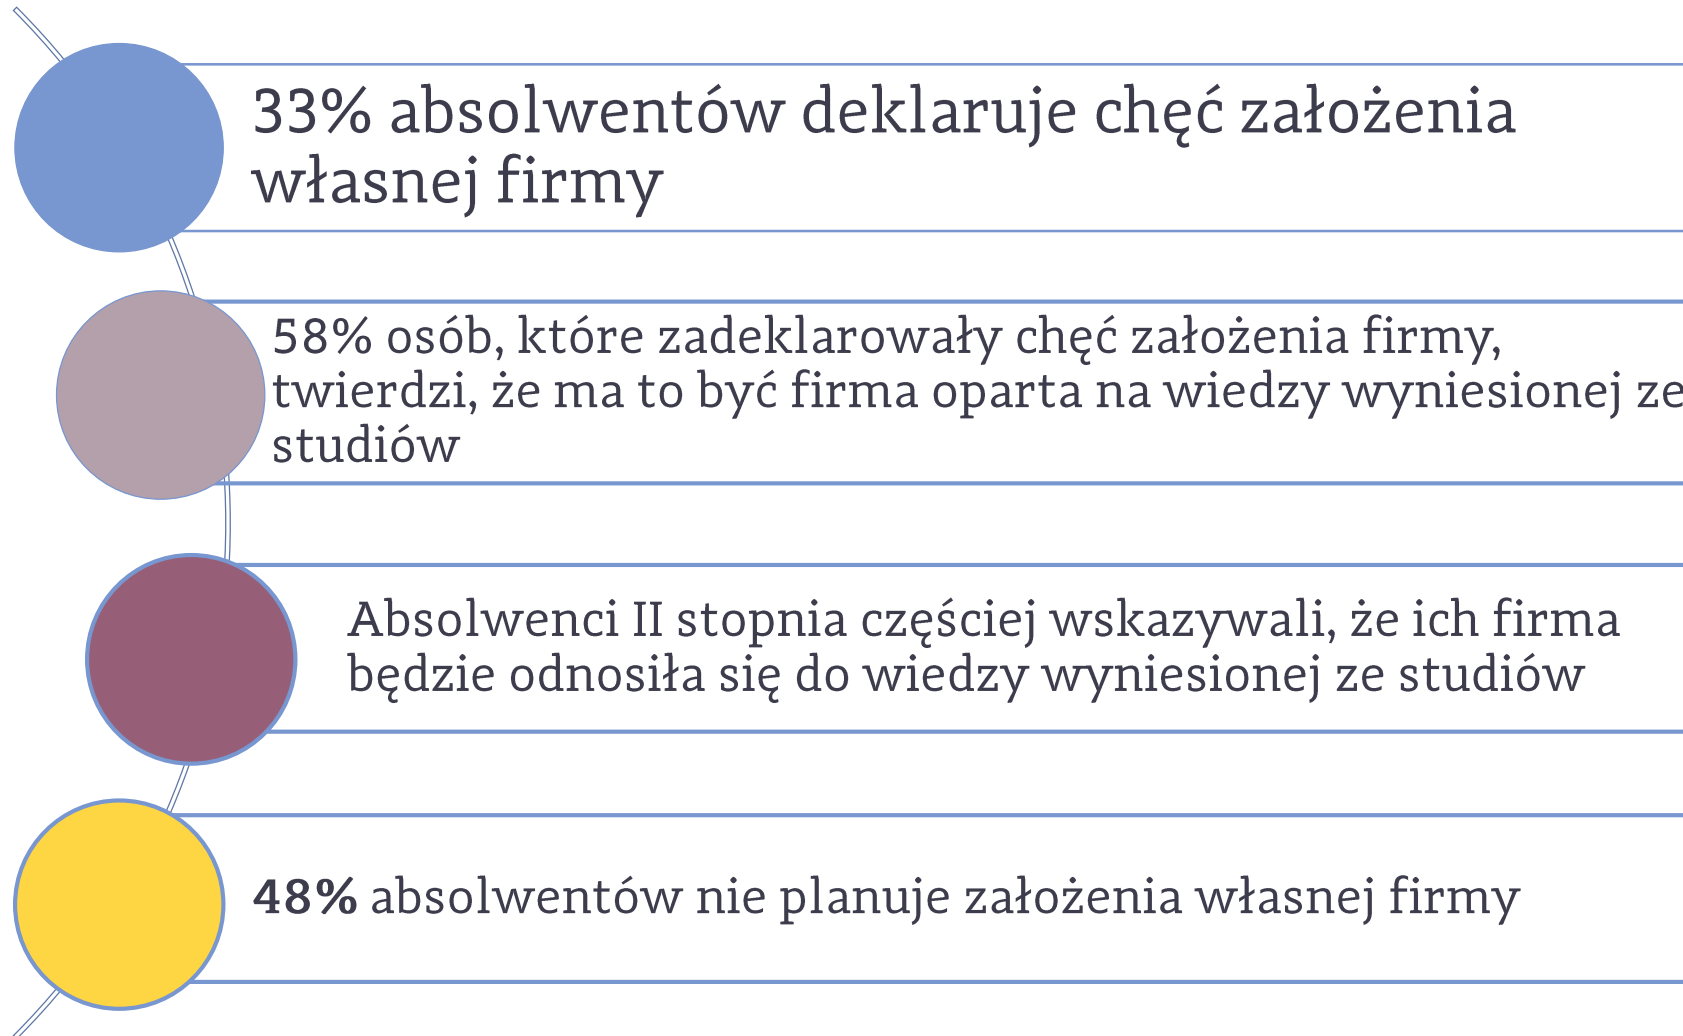 33% absolwentów deklaruje chęć założenia
własnej firmy
58% osób, które zadeklarowały chęć założenia firmy,
twierdzi, że ma to być firma oparta na wiedzy wyniesionej ze
studiów
Absolwenci II stopnia częściej wskazywali, że ich firma
będzie odnosiła się do wiedzy wyniesionej ze studiów
48% absolwentów nie planuje założenia własnej firmy